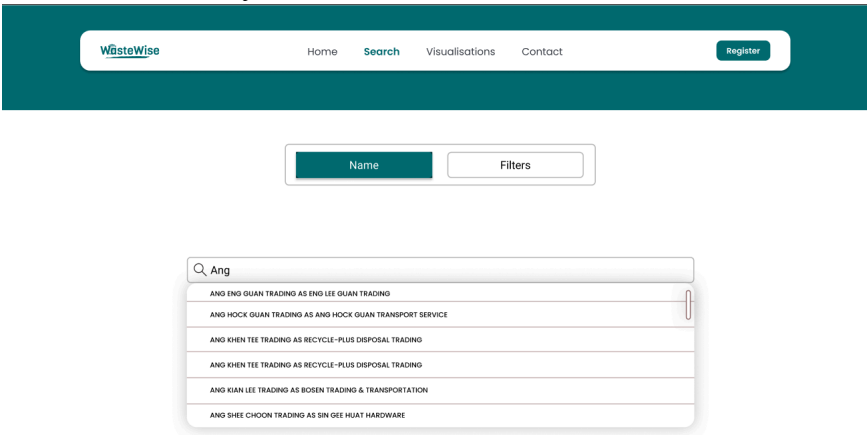 WasteWise
Home Search Visualisations Contact
Register
Name Filters
Ang
ANG ENG GUAN TRADING AS ENG LEE GUAN TRADING
ANG HOCK GUAN TRADING AS ANG HOCK GUAN TRANSPORT SERVICE
ANG KHEN TEE TRADING AS RECYCLE-PLUS DISPOSAL TRADING
ANG KHEN TEE TRADING AS RECYCLE-PLUS DISPOSAL TRADING
ANG KIAN LEE TRADING AS BOSEN TRADING & TRANSPORTATION
ANG SHEE CHOON TRADING AS SIN GEE HUAT HARDWARE